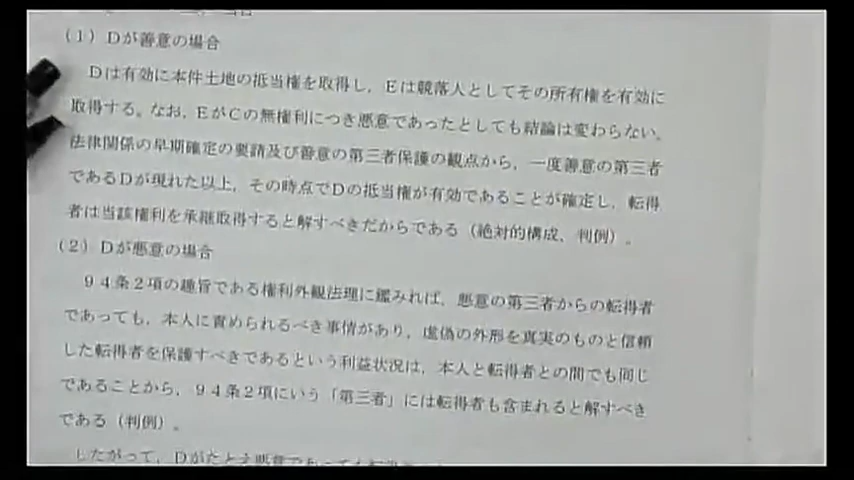 （１）Ｄが善意の場合
Ｄは有効に本件土地の抵当権を取得し，Ｅは競落人としてその所有権を有効に
取得する。なお，ＥがＣの無権利につき悪意であったとしても結論は変わらない。
法律関係の早期確定の要請及び善意の第三者保護の観点から，一度善意の第三者
であるＤが現れた以上，その時点でＤの抵当権が有効であることが確定し，転得
者は当該権利を承継取得すると解すべきだからである（絶対的構成，判例）。
（２）Ｄが悪意の場合
９４条２項の趣旨である権利外観法理に鑑みれば，悪意の第三者からの転得者
であっても，本人に責められるべき事情があり，虚偽の外形を真実のものと信頼
した転得者を保護すべきであるという利益状況は，本人と転得者との間でも同じ
であることから，９４条２項にいう「第三者」には転得者も含まれると解すべき
である（判例）。
したがって，Ｄがたとえ悪意であっても